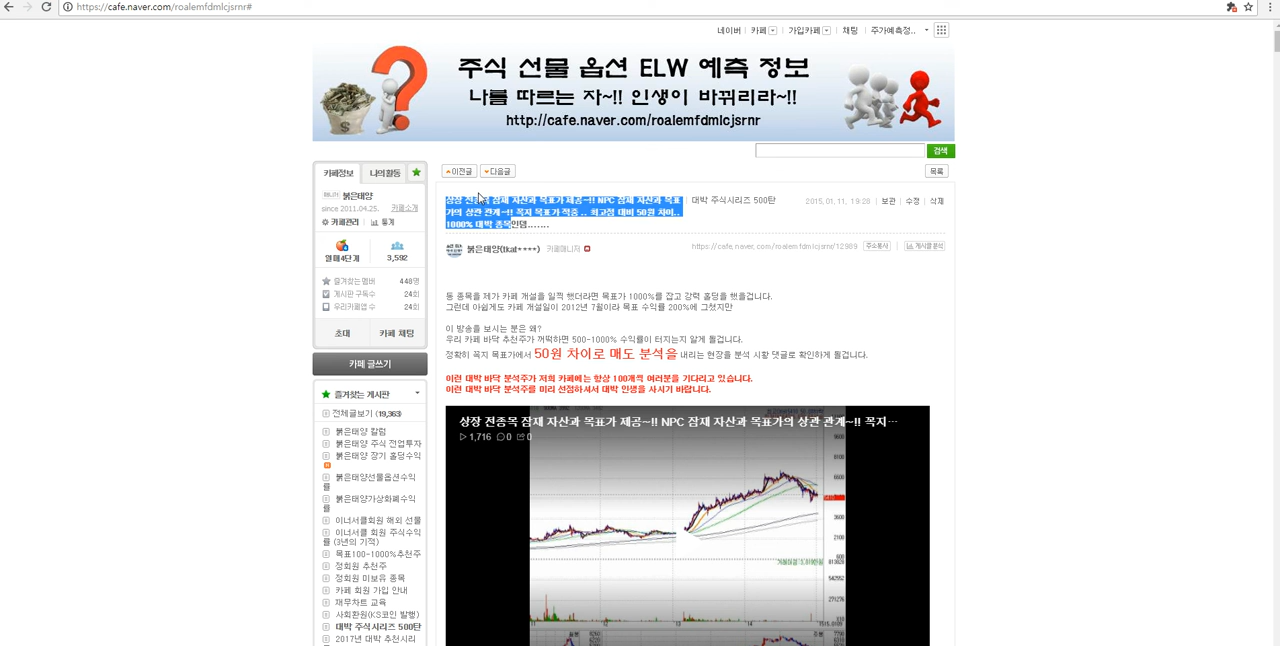 https://cafe.naver.com/roalemfdmlcjsrnr#
네이버 카페 가입카페 채팅 주가예측정..
주식 선물 옵션 ELW 예측 정보
나를 따르는 자~!! 인생이 바뀌리라~!!
http://cafe.naver.com/roalemfdmlcjsrnr
검색
카페정보 나의활동
이전글 다음글 목록
매니저 붉은태양
since 2011.04.25. 카페소개
카페관리 통계
열매4단계 3,592
즐겨찾는 멤버 448명
게시판 구독수 24회
우리카페앱 수 24회
초대 카페 채팅
카페 글쓰기
즐겨찾는 게시판
전체글보기 (19,363)
붉은태양 칼럼
붉은태양 주식 전업투자
붉은태양 장기 홀딩수익
붉은태양선물옵션수익
률
붉은태양가상화폐수익
률
이너서클회원 해외 선물
이너서클 회원 주식수익
률 (3년의 기적)
목표100-1000%추천주
정회원 추천주
정회원 미보유 종목
카페 회원 가입 안내
재무차트 교육
사회환원(KS코인 발행)
대박 주식시리즈 500탄
2017년 대박 추천시리
상장 전종목 잠재 자산과 목표가 제공~!! NPC 잠재 자산과 목표 대박 주식시리즈 500탄 2015.01.11. 19:28 보관 수정 삭제
가의 상관 관계~!! 꼭지 목표가 적중 .. 최고점 대비 50원 차이..
1000% 대박 종목인뎀.......
붉은태양(tkat****) 카페매니저 https://cafe.naver.com/roalemfdmlcjsrnr/12989 주소복사 게시글 분석
동 종목을 제가 카페 개설을 일찍 했더라면 목표가 1000%를 잡고 강력 홀딩을 했을겁니다.
그런데 아쉽게도 카페 개설일이 2012년 7월이라 목표 수익률 200%에 그쳤지만
이 방송을 보시는 분은 왜?
우리 카페 바닥 추천주가 꺼떡하면 500-1000% 수익률이 터지는지 알게 될겁니다.
정확히 꼭지 목표가에서 50원 차이로 매도 분석을 내리는 현장을 분석 시황 댓글로 확인하게 될겁니다.
이런 대박 바닥 분석주가 저희 카페에는 항상 100개씩 여러분을 기다리고 있습니다.
이런 대박 바닥 분석주를 미리 선점하셔서 대박 인생을 사시기 바랍니다.
상장 전종목 잠재 자산과 목표가 제공~!! NPC 잠재 자산과 목표가의 상관 관계~!! 꼭지…
1,716 0 0
9000
8100
3600
2100
600
813828
542552
271276
11 12 13 14